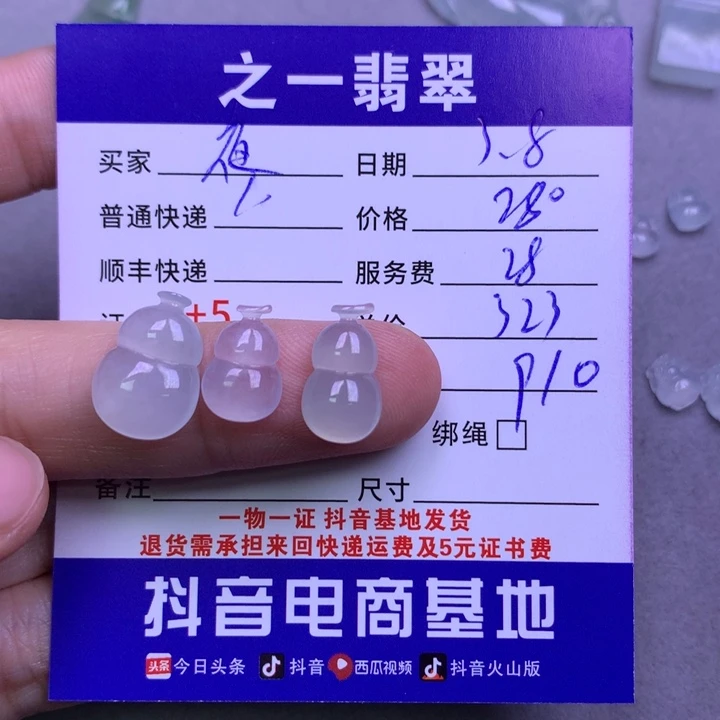 之一翡翠
买家 日期 3.8
普通快递 价格 280
顺丰快递 服务费 28
+5 323
P10
绑绳
备注 尺寸
一物一证 抖音基地发货
退货需承担来回快递运费及5元证书费
抖音电商基地
头条 今日头条 抖音 西瓜视频 抖音火山版